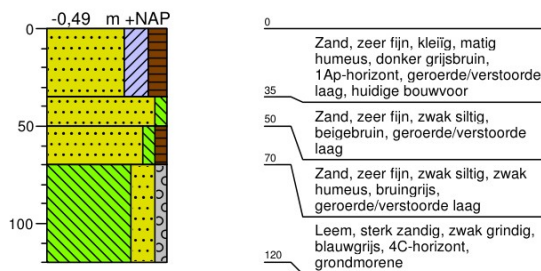 -0,49 m +NAP
0
50
100
0
Zand, zeer fijn, kleiïg, matig
humeus, donker grijsbruin,
1Ap-horizont, geroerde/verstoorde
laag, huidige bouwvoor
35
Zand, zeer fijn, zwak siltig,
beigebruin, geroerde/verstoorde
laag
50
Zand, zeer fijn, zwak siltig, zwak
humeus, bruingrijs,
geroerde/verstoorde laag
70
Leem, sterk zandig, zwak grindig,
blauwgrijs, 4C-horizont,
grondmorene
120